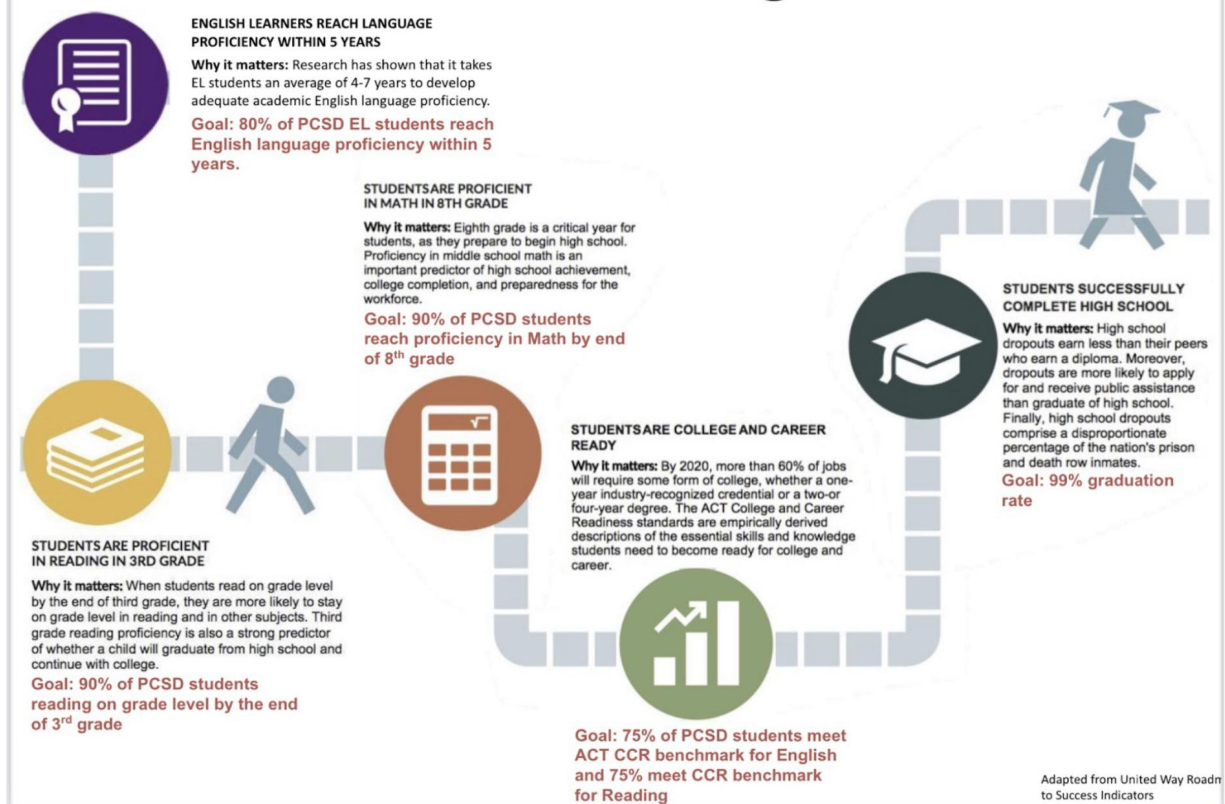 ENGLISH LEARNERS REACH LANGUAGE
PROFICIENCY WITHIN 5 YEARS
Why it matters: Research has shown that it takes
EL students an average of 4-7 years to develop
adequate academic English language proficiency.
Goal: 80% of PCSD EL students reach
English language proficiency within 5
years.
STUDENTS ARE PROFICIENT
IN MATH IN 8TH GRADE
Why it matters: Eighth grade is a critical year for
students, as they prepare to begin high school.
Proficiency in middle school math is an
important predictor of high school achievement,
college completion, and preparedness for the
workforce.
Goal: 90% of PCSD students
reach proficiency in Math by end
of 8th grade
STUDENTS SUCCESSFULLY
COMPLETE HIGH SCHOOL
Why it matters: High school
dropouts earn less than their peers
who earn a diploma. Moreover,
dropouts are more likely to apply
for and receive public assistance
than graduate of high school.
Finally, high school dropouts
comprise a disproportionate
percentage of the nation's prison
and death row inmates.
Goal: 99% graduation
rate
STUDENTS ARE COLLEGE AND CAREER
READY
Why it matters: By 2020, more than 60% of jobs
will require some form of college, whether a one-
year industry-recognized credential or a two-or
four-year degree. The ACT College and Career
Readiness standards are empirically derived
descriptions of the essential skills and knowledge
students need to become ready for college and
career.
STUDENTS ARE PROFICIENT
IN READING IN 3RD GRADE
Why it matters: When students read on grade level
by the end of third grade, they are more likely to stay
on grade level in reading and in other subjects. Third
grade reading proficiency is also a strong predictor
of whether a child will graduate from high school and
continue with college.
Goal: 90% of PCSD students
reading on grade level by the end
of 3rd grade
Goal: 75% of PCSD students meet
ACT CCR benchmark for English
and 75% meet CCR benchmark
for Reading
Adapted from United Way
to Success Indicators